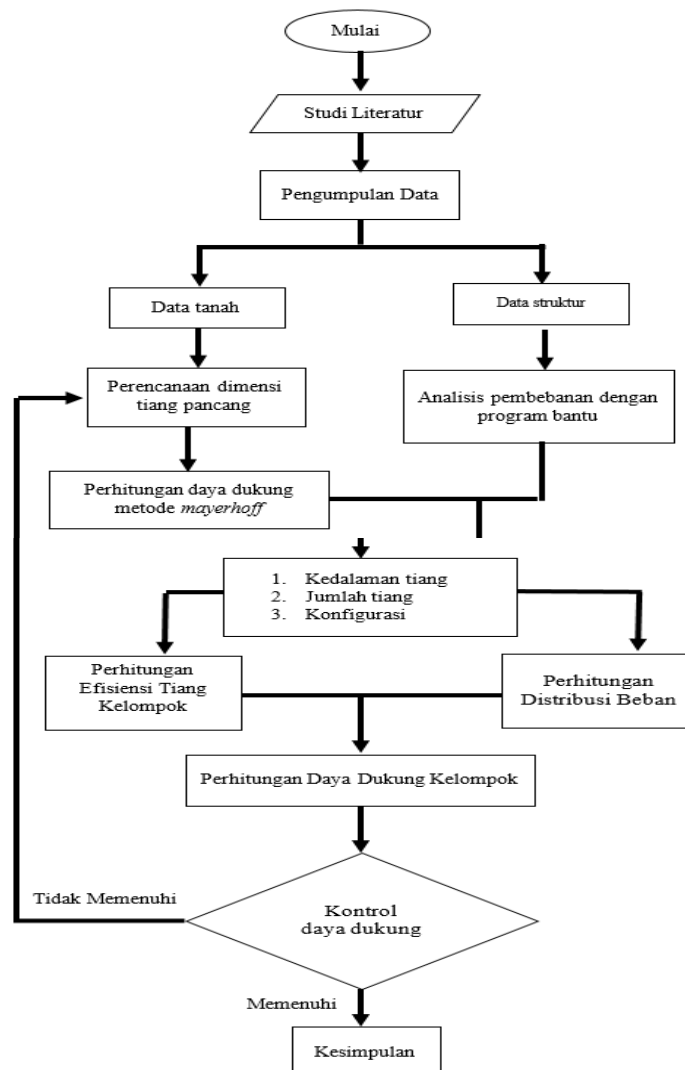 Mulai
Studi Literatur
Pengumpulan Data
Data tanah
Data struktur
Perencanaan dimensi
tiang pancang
Analisis pembebanan dengan
program bantu
Perhitungan daya dukung
metode mayerhoff
1. Kedalaman tiang
2. Jumlah tiang
3. Konfigurasi
Perhitungan
Efisiensi Tiang
Kelompok
Perhitungan
Distribusi Beban
Perhitungan Daya Dukung Kelompok
Tidak Memenuhi
Kontrol
daya dukung
Memenuhi
Kesimpulan